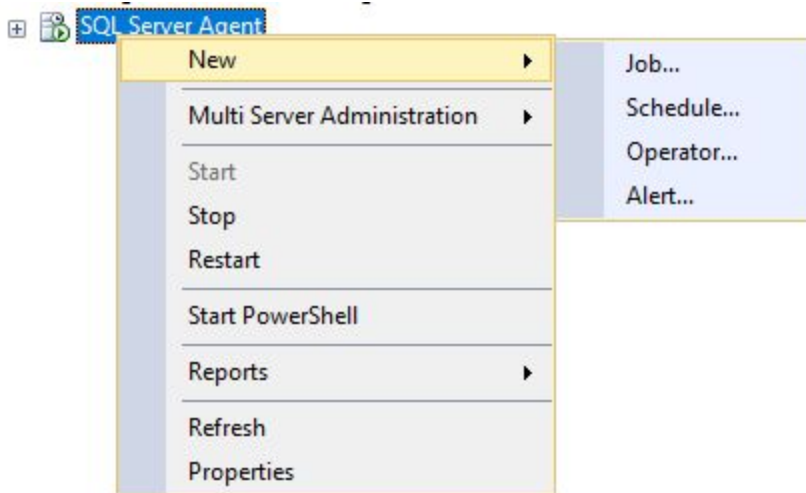 SQL Server Agent
New
Job...
Schedule...
Operator...
Alert...
Multi Server Administration
Start
Stop
Restart
Start PowerShell
Reports
Refresh
Properties